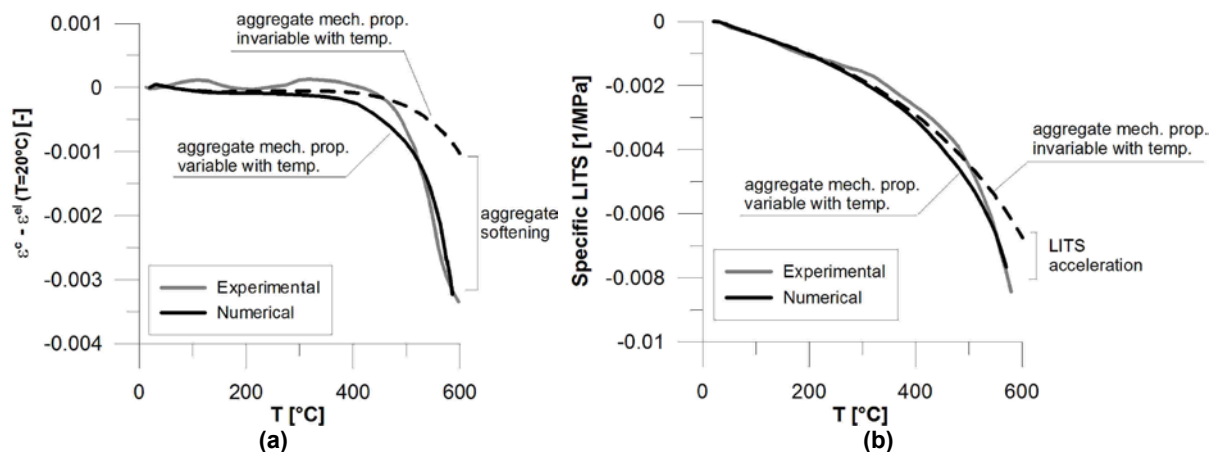 0.001
0
-0.001
-0.002
-0.003
-0.004
εᶜ - εᵉˡ (T=20ºC) [-]
aggregate mech. prop.
invariable with temp.
aggregate mech. prop.
variable with temp.
aggregate
softening
Experimental
Numerical
0 200 400 600
T [°C]
(a)
0
-0.002
-0.004
-0.006
-0.008
-0.01
Specific LITS [1/MPa]
aggregate mech. prop.
invariable with temp.
aggregate mech. prop.
variable with temp.
LITS
acceleration
Experimental
Numerical
0 200 400 600
T [°C]
(b)